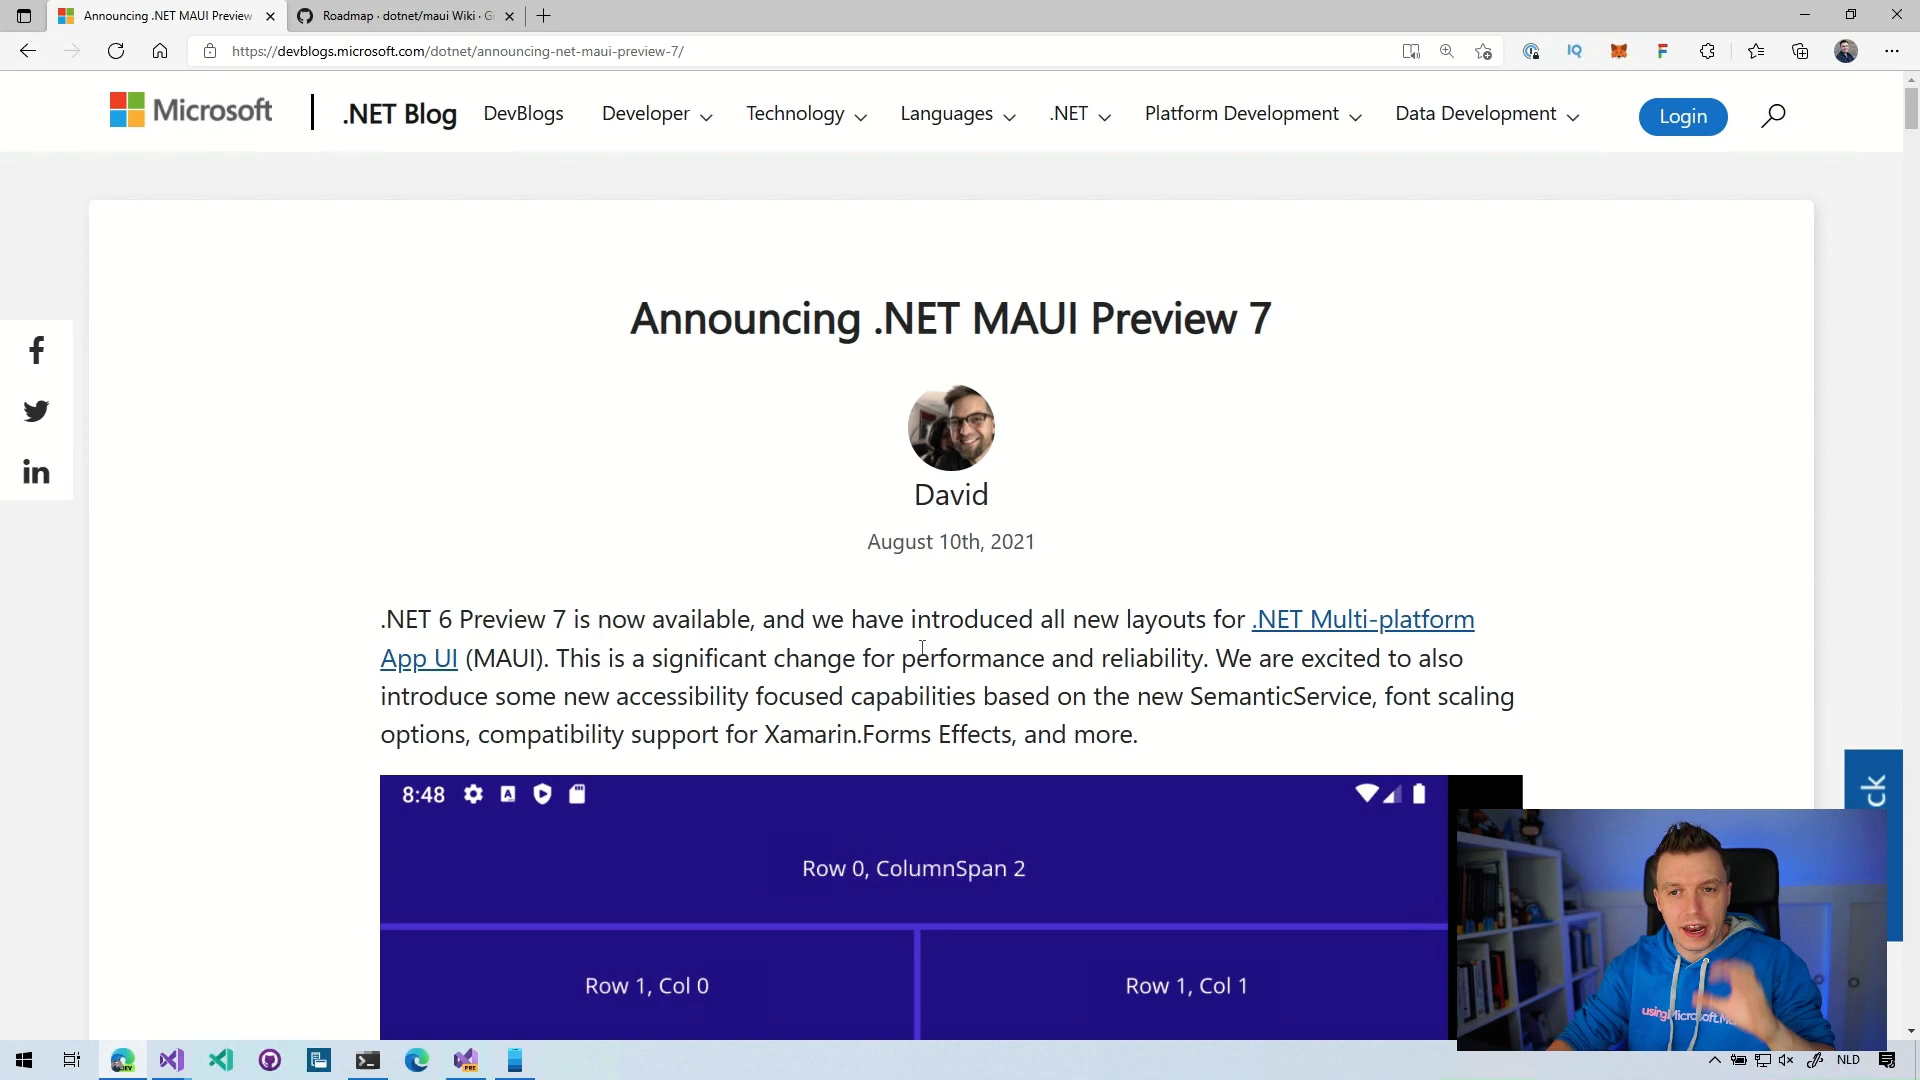 Announcing .NET MAUI Preview
Roadmap · dotnet/maui Wiki · Gi
https://devblogs.microsoft.com/dotnet/announcing-net-maui-preview-7/
Microsoft
.NET Blog
DevBlogs
Developer
Technology
Languages
.NET
Platform Development
Data Development
Login
Announcing .NET MAUI Preview 7
David
August 10th, 2021
.NET 6 Preview 7 is now available, and we have introduced all new layouts for .NET Multi-platform
App UI (MAUI). This is a significant change for performance and reliability. We are excited to also
introduce some new accessibility focused capabilities based on the new SemanticService, font scaling
options, compatibility support for Xamarin.Forms Effects, and more.
8:48
Row 0, ColumnSpan 2
Row 1, Col 0
Row 1, Col 1
ck
usingMicrosoft.Ma
NLD